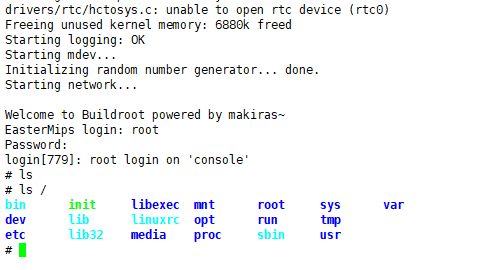 drivers/rtc/hctosys.c: unable to open rtc device (rtc0)
Freeing unused kernel memory: 6880k freed
Starting logging: OK
Starting mdev...
Initializing random number generator... done.
Starting network...

Welcome to Buildroot powered by makiras~
EasterMips login: root
Password:
login[779]: root login on 'console'
# ls
# ls /
bin      init     libexec  mnt      root     sys      var
dev      lib      linuxrc  opt      run      tmp
etc      lib32    media    proc     sbin     usr
#